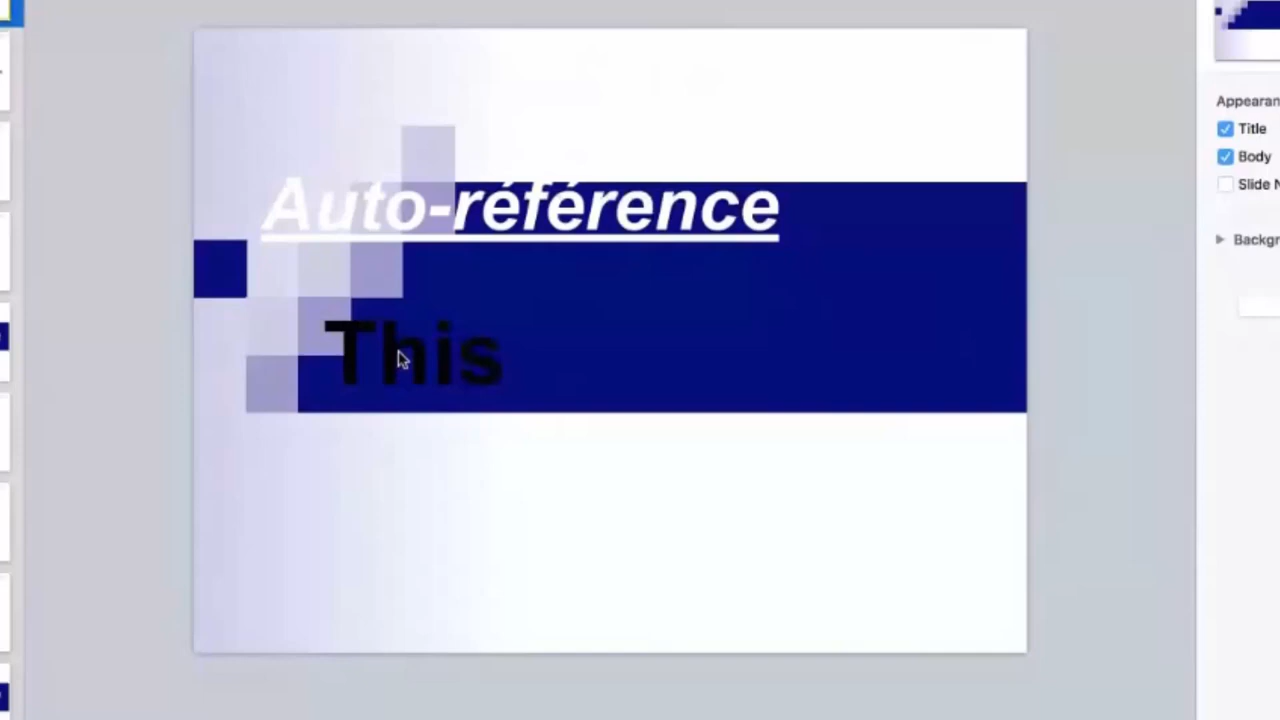 Auto-référence
This
Appearan
Title
Body
Slide N
Backgr